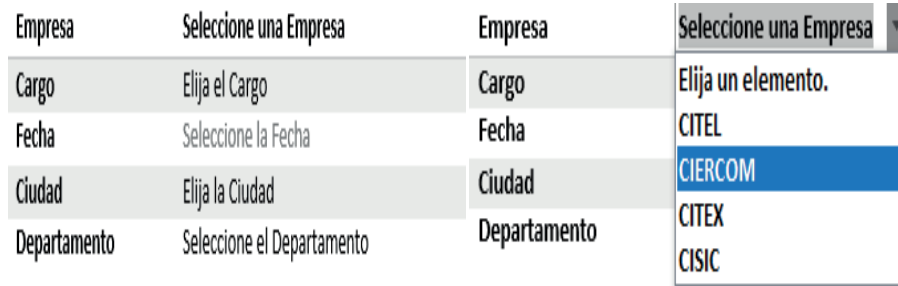 Empresa Seleccione una Empresa
Cargo Elija el Cargo
Fecha Seleccione la Fecha
Ciudad Elija la Ciudad
Departamento Seleccione el Departamento
Empresa Seleccione una Empresa
Cargo
Fecha
Ciudad
Departamento
Elija un elemento.
CITEL
CIERCOM
CITEX
CISIC